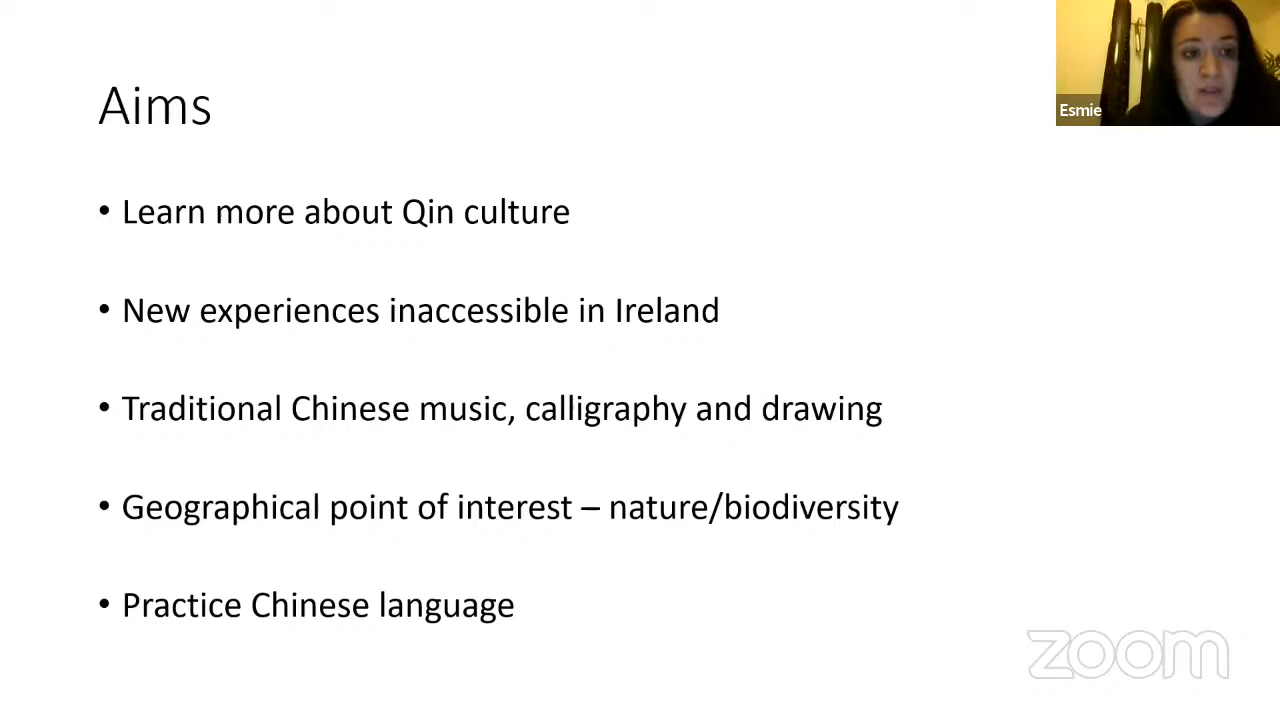 Aims
Esmie
• Learn more about Qin culture
• New experiences inaccessible in Ireland
• Traditional Chinese music, calligraphy and drawing
• Geographical point of interest – nature/biodiversity
• Practice Chinese language
zoom